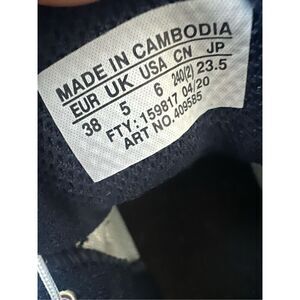 MADE IN CAMBODIA
EUR UK USA CN JP
38 5 6 240(2) 23.5
FTY: 159817 04/20
ART NO. 409585